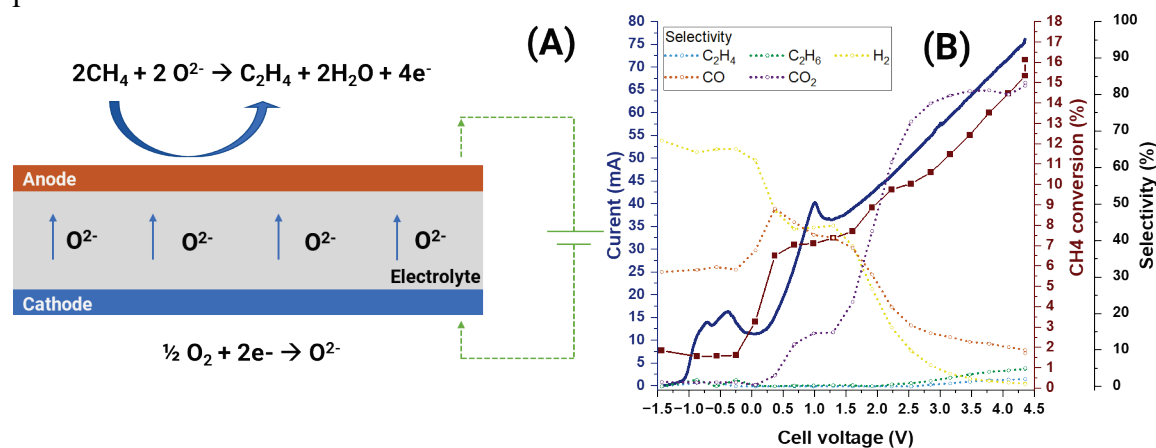 (A)
2CH₄ + 2 O²⁻ → C₂H₄ + 2H₂O + 4e⁻
Anode
O²⁻ O²⁻ O²⁻ O²⁻
Electrolyte
Cathode
½ O₂ + 2e- → O²⁻
(B)
Selectivity
C₂H₄ C₂H₆ H₂
CO CO₂
Curent (mA)
80
75
70
65
60
55
50
45
40
35
30
25
20
15
10
5
0
CH4 conversion (%)
18
17
16
15
14
13
12
11
10
9
8
7
6
5
4
3
2
1
0
Selectivity (%)
100
90
80
70
60
50
40
30
20
10
0
−1.5 −1.0 −0.5 0.0 0.5 1.0 1.5 2.0 2.5 3.0 3.5 4.0 4.5
Cell voltage (V)